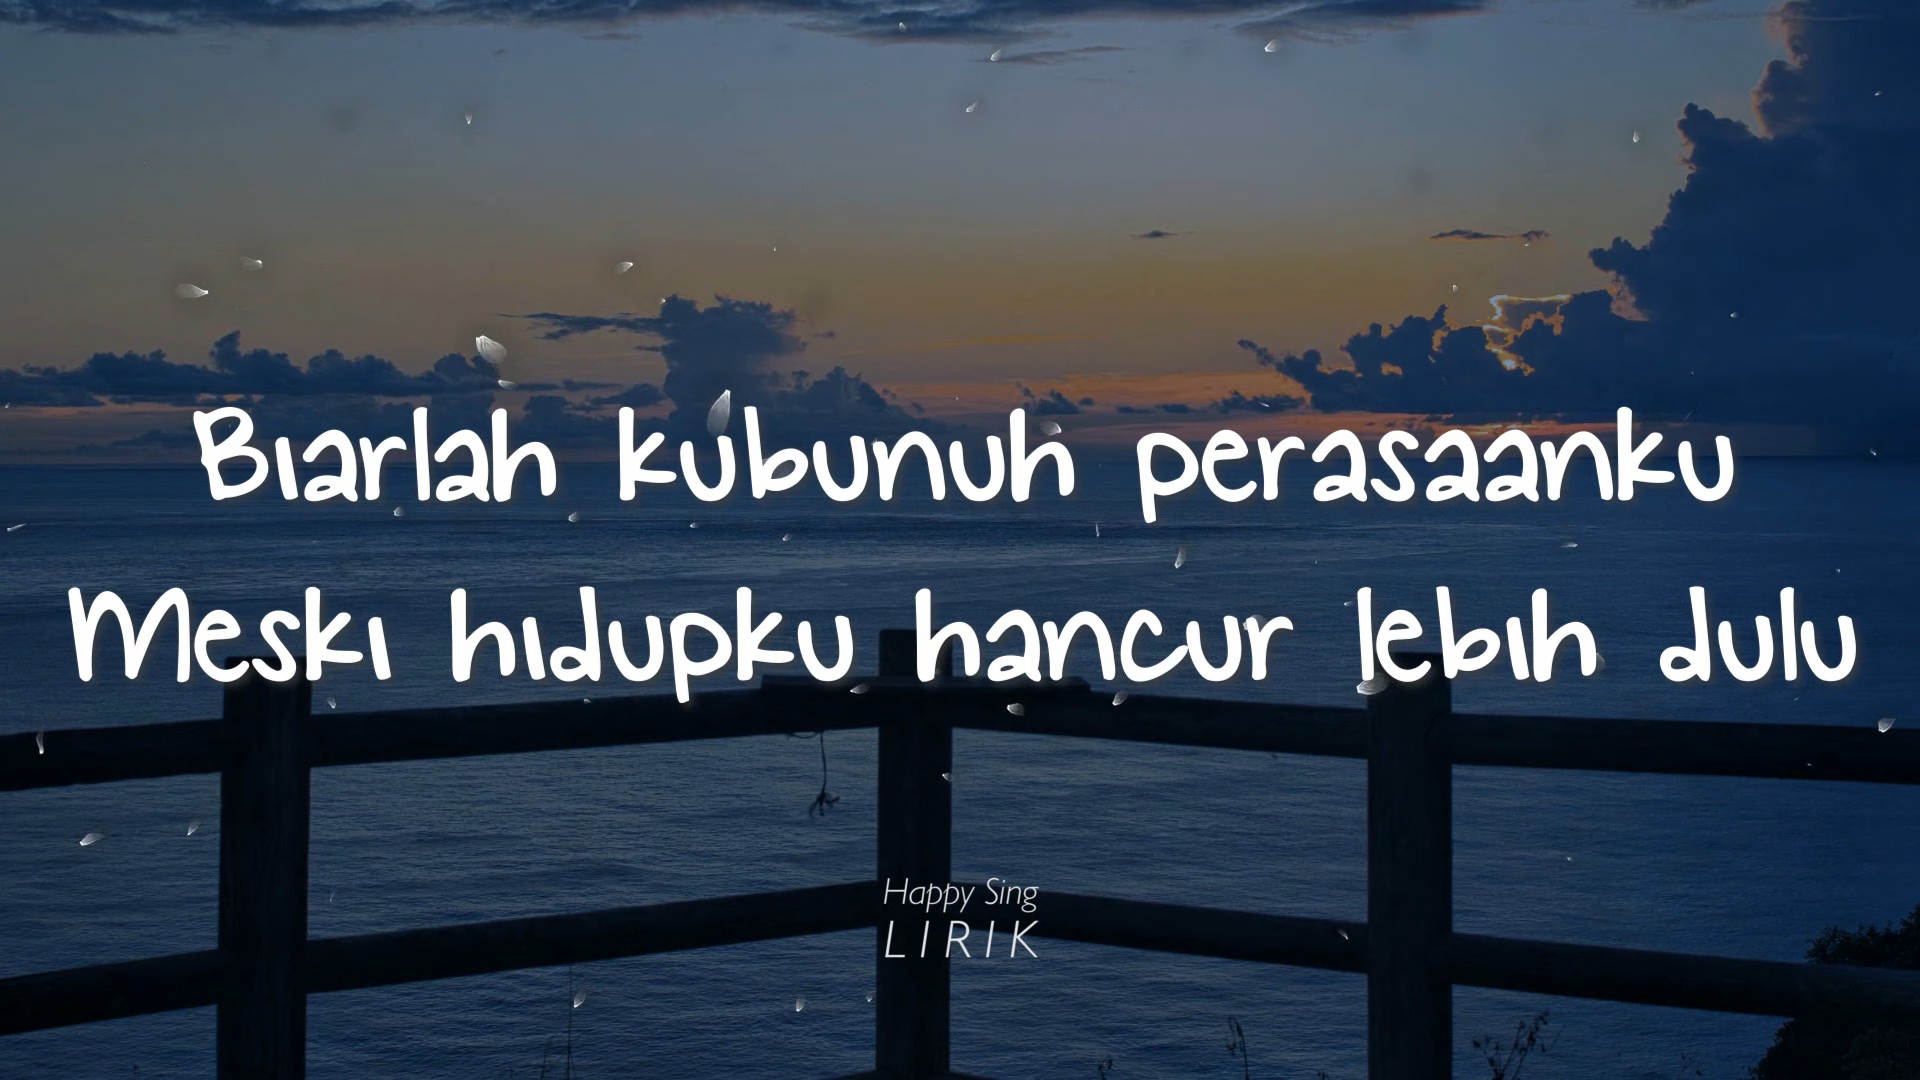 Biarlah kubunuh perasaanku
Meski hidupku hancur lebih dulu
Happy Sing
LIRIK